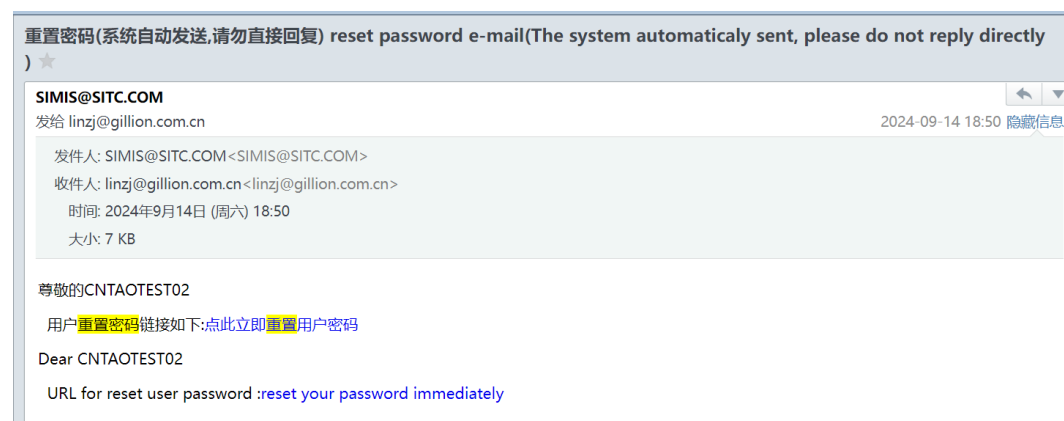 重置密码(系统自动发送,请勿直接回复) reset password e-mail(The system automaticaly sent, please do not reply directly
)
SIMIS@SITC.COM
发给 linzj@gillion.com.cn
2024-09-14 18:50 隐藏信息
发件人: SIMIS@SITC.COM<SIMIS@SITC.COM>
收件人: linzj@gillion.com.cn<linzj@gillion.com.cn>
时间: 2024年9月14日 (周六) 18:50
大小: 7 KB
尊敬的CNTAOTEST02
用户重置密码链接如下:点此立即重置用户密码
Dear CNTAOTEST02
URL for reset user password :reset your password immediately